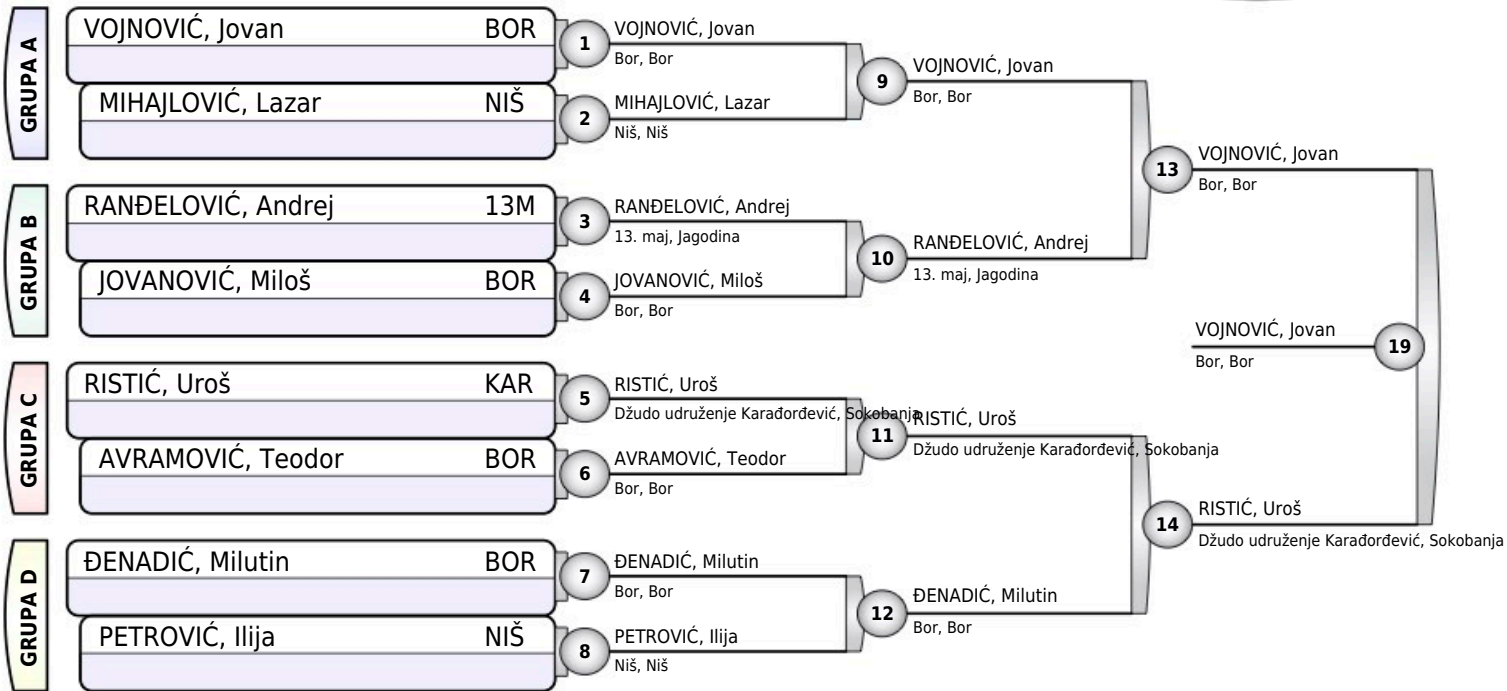 GRUPA A
VOJNOVIĆ, Jovan BOR
MIHAJLOVIĆ, Lazar NIŠ
1
VOJNOVIĆ, Jovan
Bor, Bor
2
MIHAJLOVIĆ, Lazar
Niš, Niš
9
VOJNOVIĆ, Jovan
Bor, Bor
GRUPA B
RANĐELOVIĆ, Andrej 13M
JOVANOVIĆ, Miloš BOR
3
RANĐELOVIĆ, Andrej
13. maj, Jagodina
4
JOVANOVIĆ, Miloš
Bor, Bor
10
RANĐELOVIĆ, Andrej
13. maj, Jagodina
13
VOJNOVIĆ, Jovan
Bor, Bor
GRUPA C
RISTIĆ, Uroš KAR
AVRAMOVIĆ, Teodor BOR
5
RISTIĆ, Uroš
Džudo udruženje Karađorđević, Sokobanja
6
AVRAMOVIĆ, Teodor
Bor, Bor
11
RISTIĆ, Uroš
Džudo udruženje Karađorđević, Sokobanja
GRUPA D
ĐENADIĆ, Milutin BOR
PETROVIĆ, Ilija NIŠ
7
ĐENADIĆ, Milutin
Bor, Bor
8
PETROVIĆ, Ilija
Niš, Niš
12
ĐENADIĆ, Milutin
Bor, Bor
14
RISTIĆ, Uroš
Džudo udruženje Karađorđević, Sokobanja
VOJNOVIĆ, Jovan
Bor, Bor
19